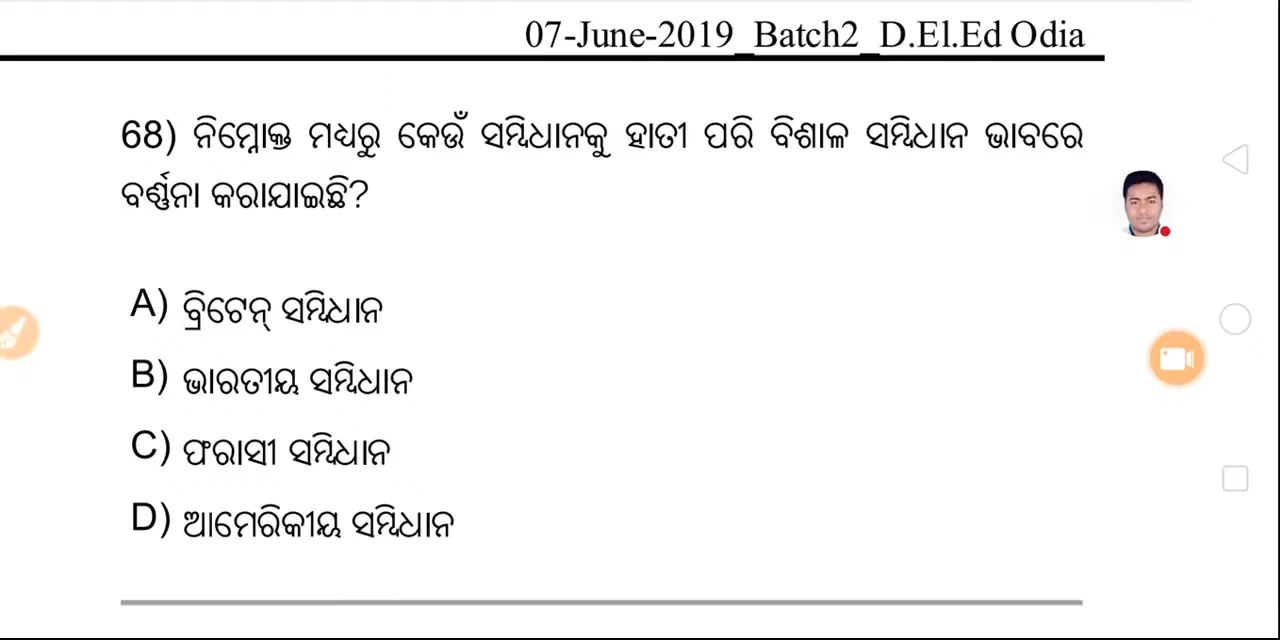 07-June-2019_Batch2_D.El.Ed Odia
68) ନିମ୍ନୋକ୍ତ ମଧ୍ୟରୁ କେଉଁ ସମ୍ବିଧାନକୁ ହାତୀ ପରି ବିଶାଳ ସମ୍ବିଧାନ ଭାବରେ
ବର୍ଣ୍ଣନା କରାଯାଇଛି?
A) ବ୍ରିଟେନ୍ ସମ୍ବିଧାନ
B) ଭାରତୀୟ ସମ୍ବିଧାନ
C) ଫରାସୀ ସମ୍ବିଧାନ
D) ଆମେରିକୀୟ ସମ୍ବିଧାନ